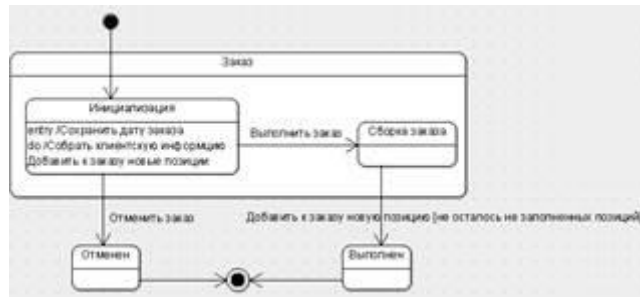 Заказ
Инициализация
entry /Сохранить дату заказа
do /Собрать клиентскую информцию
Добавить к заказу новые позиции
Выполнить заказ
Сборка заказа
Отменить заказ
Добавить к заказу новую позицию [не осталось не заполненных позиций]
Отменен
Выполнен